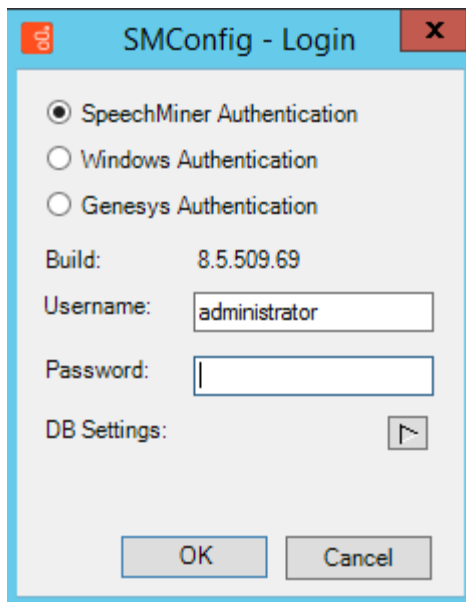 SMConfig - Login
x
SpeechMiner Authentication
Windows Authentication
Genesys Authentication
Build: 8.5.509.69
Username: administrator
Password:
DB Settings:
OK Cancel